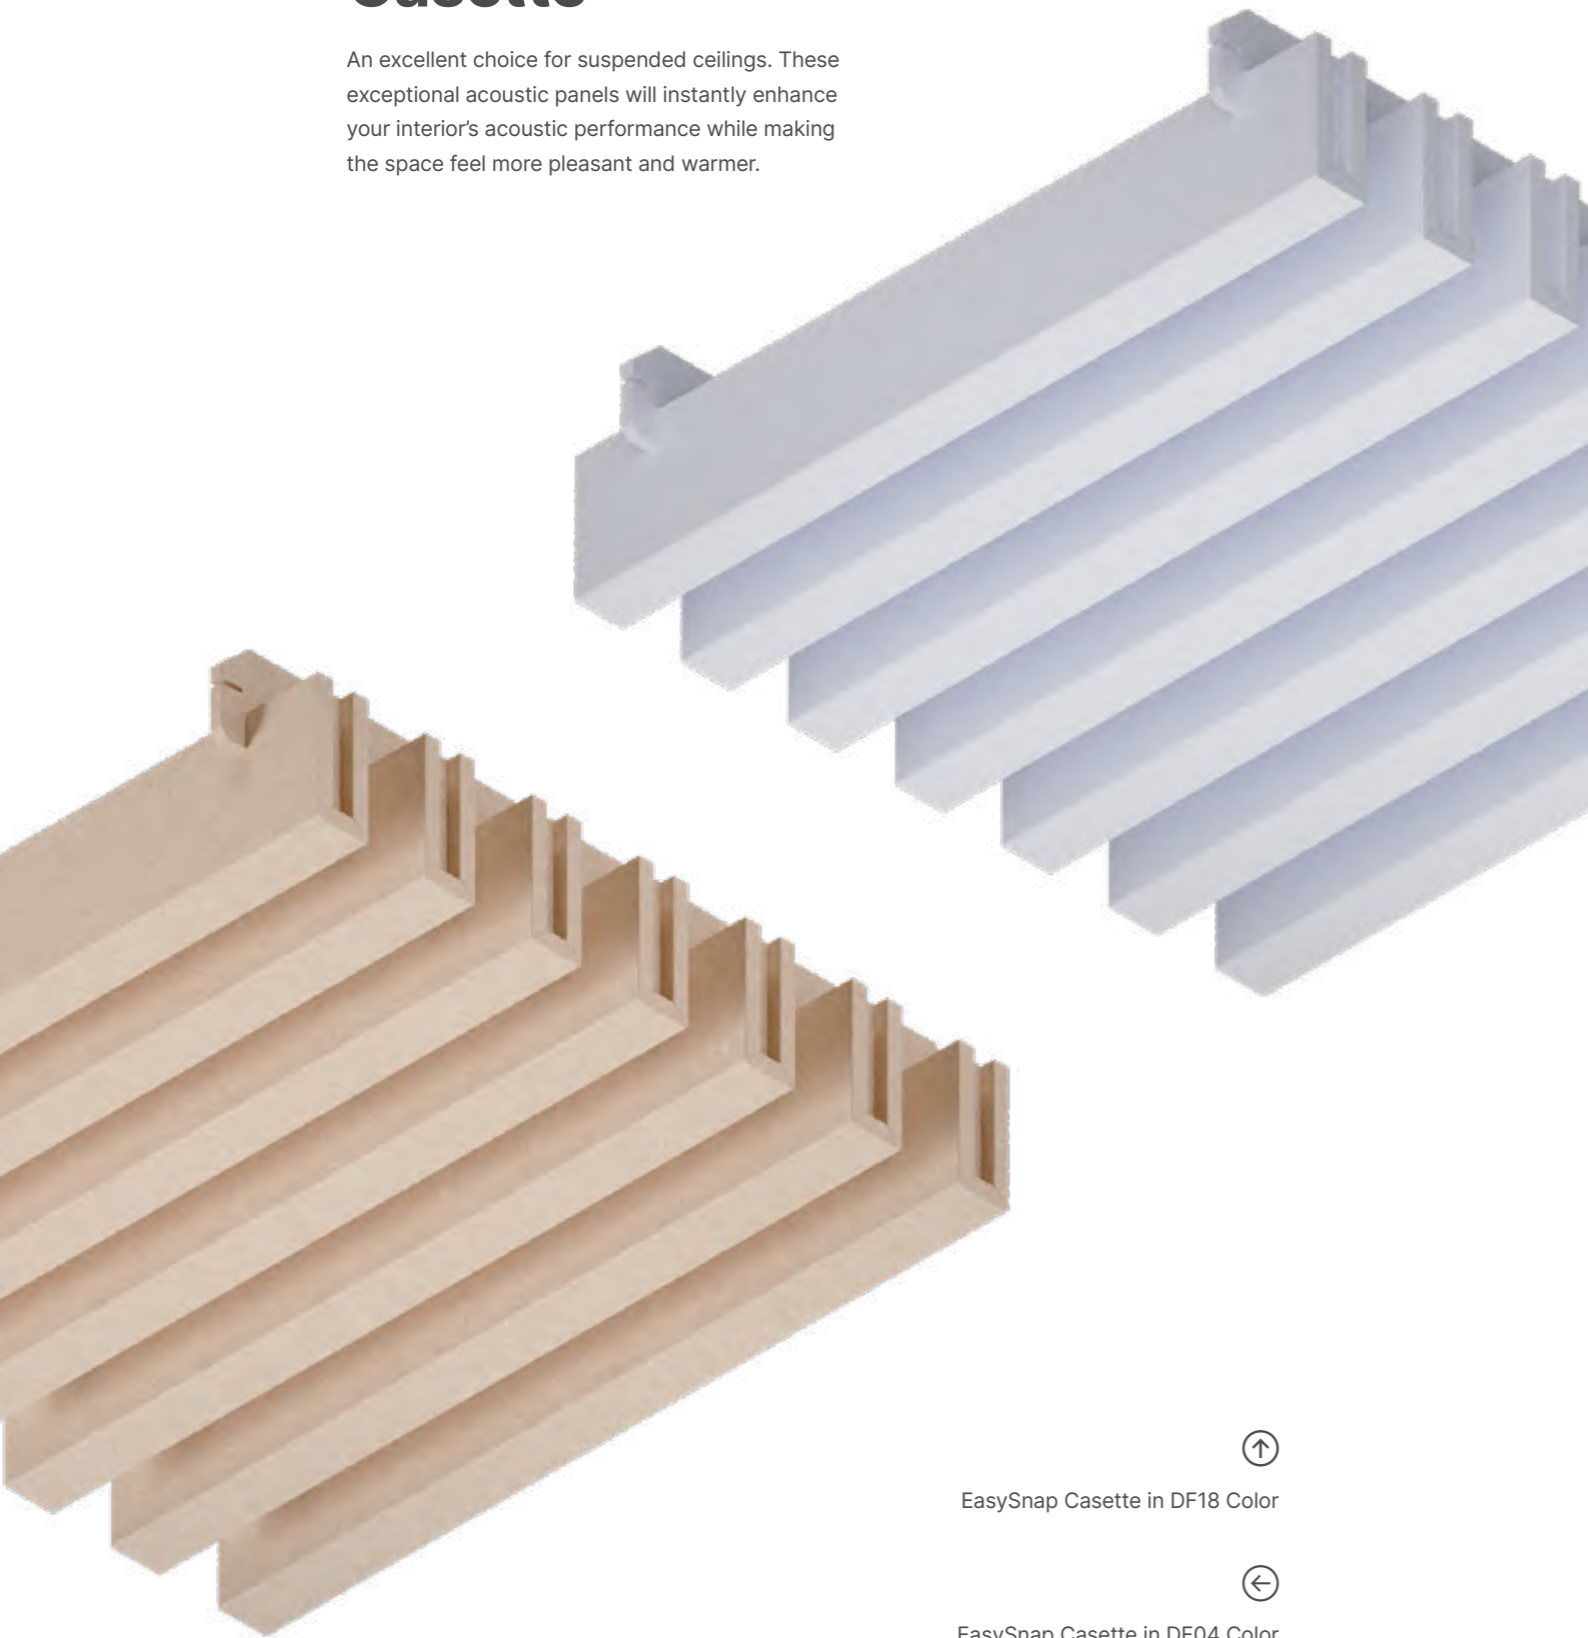 Casette
An excellent choice for suspended ceilings. These
exceptional acoustic panels will instantly enhance
your interior’s acoustic performance while making
the space feel more pleasant and warmer.
EasySnap Casette in DF18 Color
EasySnap Casette in DF04 Color